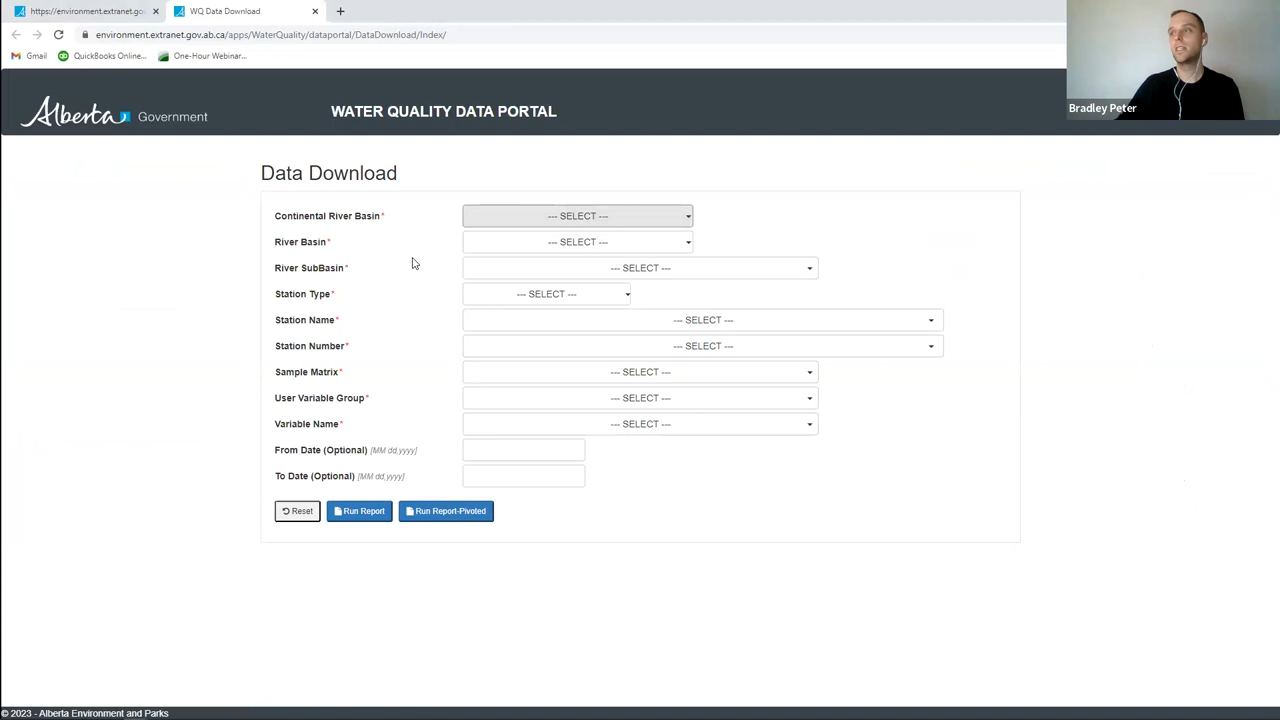 https://environment.extranet.go
WQ Data Download
environment.extranet.gov.ab.ca/apps/WaterQuality/dataportal/DataDownload/Index/
Gmail
QuickBooks Online...
One-Hour Webinar...
Alberta Government
WATER QUALITY DATA PORTAL
Bradley Peter
Data Download
Continental River Basin* --- SELECT ---
River Basin* --- SELECT ---
River SubBasin* --- SELECT ---
Station Type* --- SELECT ---
Station Name* --- SELECT ---
Station Number* --- SELECT ---
Sample Matrix* --- SELECT ---
User Variable Group* --- SELECT ---
Variable Name* --- SELECT ---
From Date (Optional) [MM dd,yyyy]
To Date (Optional) [MM dd,yyyy]
Reset Run Report Run Report-Pivoted
© 2023 - Alberta Environment and Parks